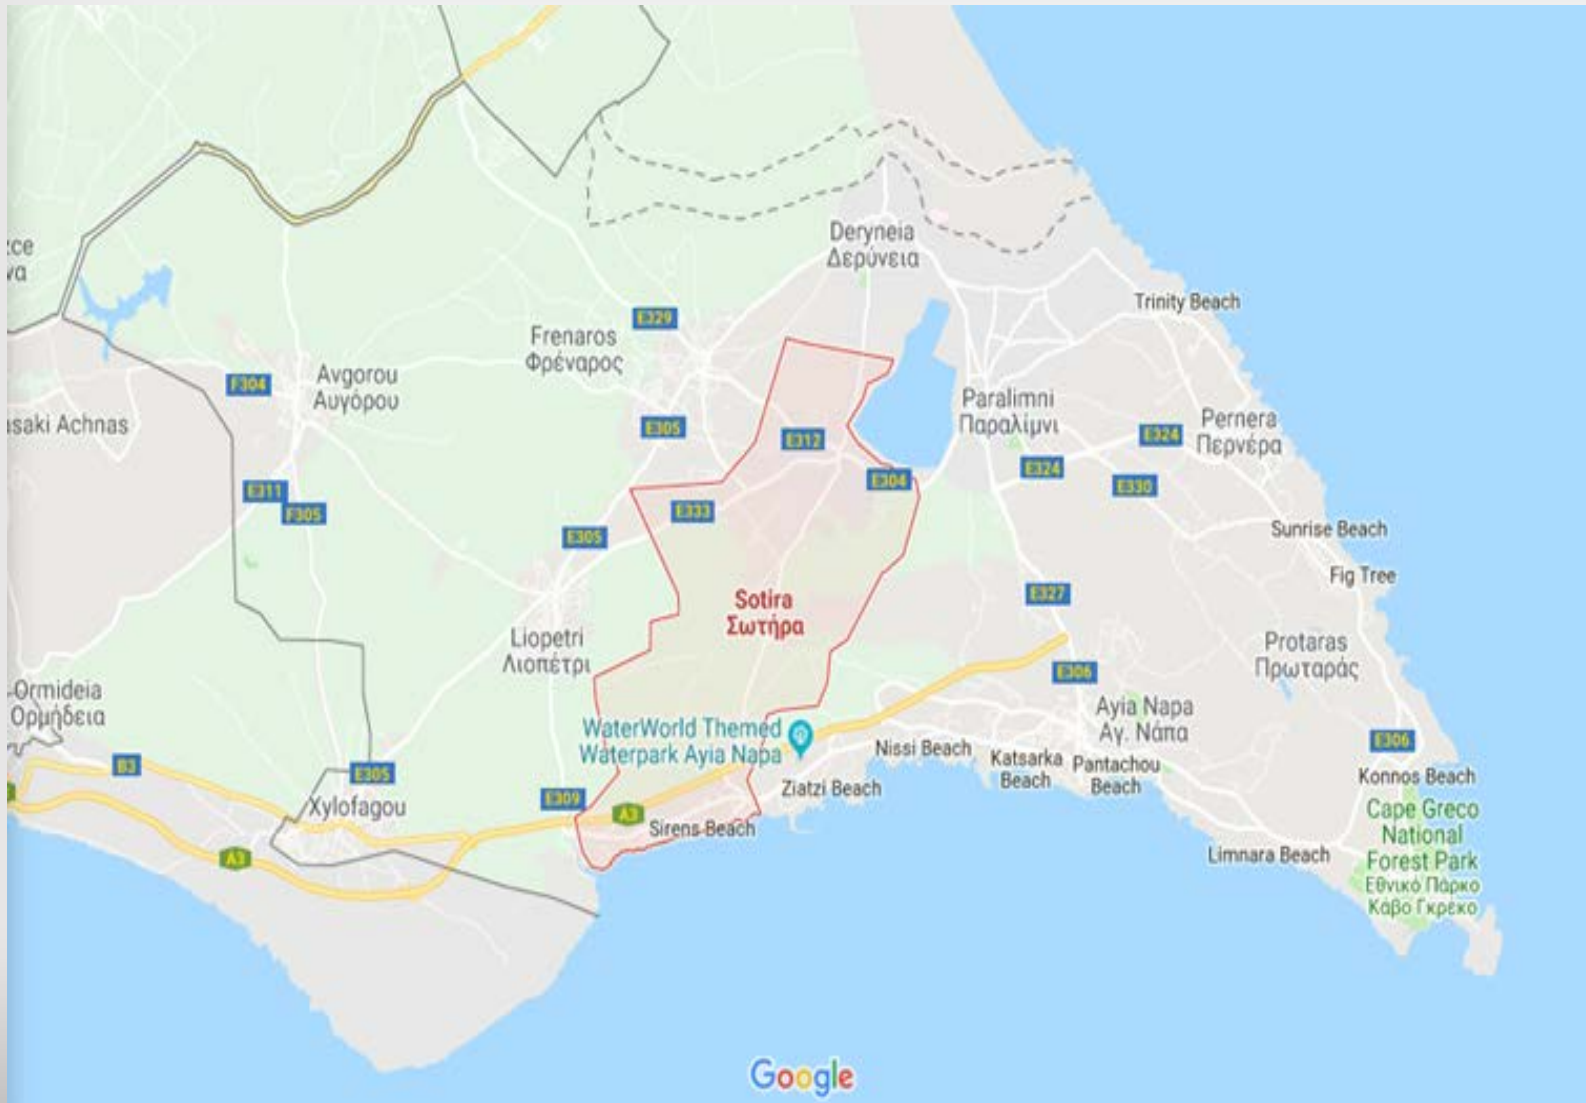 Deryneia
Δερύνεια
Trinity Beach
E329
Frenaros
Φρέναρος
Avgorou
Αυγόρου
F304
Paralimni
Παραλίμνι
Pernera
Περνέρα
Achnas
E305
E312
E324
E324
E304
E330
E311
F305
E333
E305
Sunrise Beach
Fig Tree
Sotira
Σωτήρα
E327
Liopetri
Λιοπέτρι
Protaras
Πρωταράς
E306
Ormideia
Ορμήδεια
Ayia Napa
Αγ. Νάπα
WaterWorld Themed
Waterpark Ayia Napa
Nissi Beach
Katsarka
Beach
Pantachou
Beach
E306
Konnos Beach
B3
E305
Xylofagou
E309
A3
Ziatzi Beach
Sirens Beach
A3
Limnara Beach
Cape Greco
National
Forest Park
Εθνικό Πάρκο
Κάβο Γκρέκο
Google